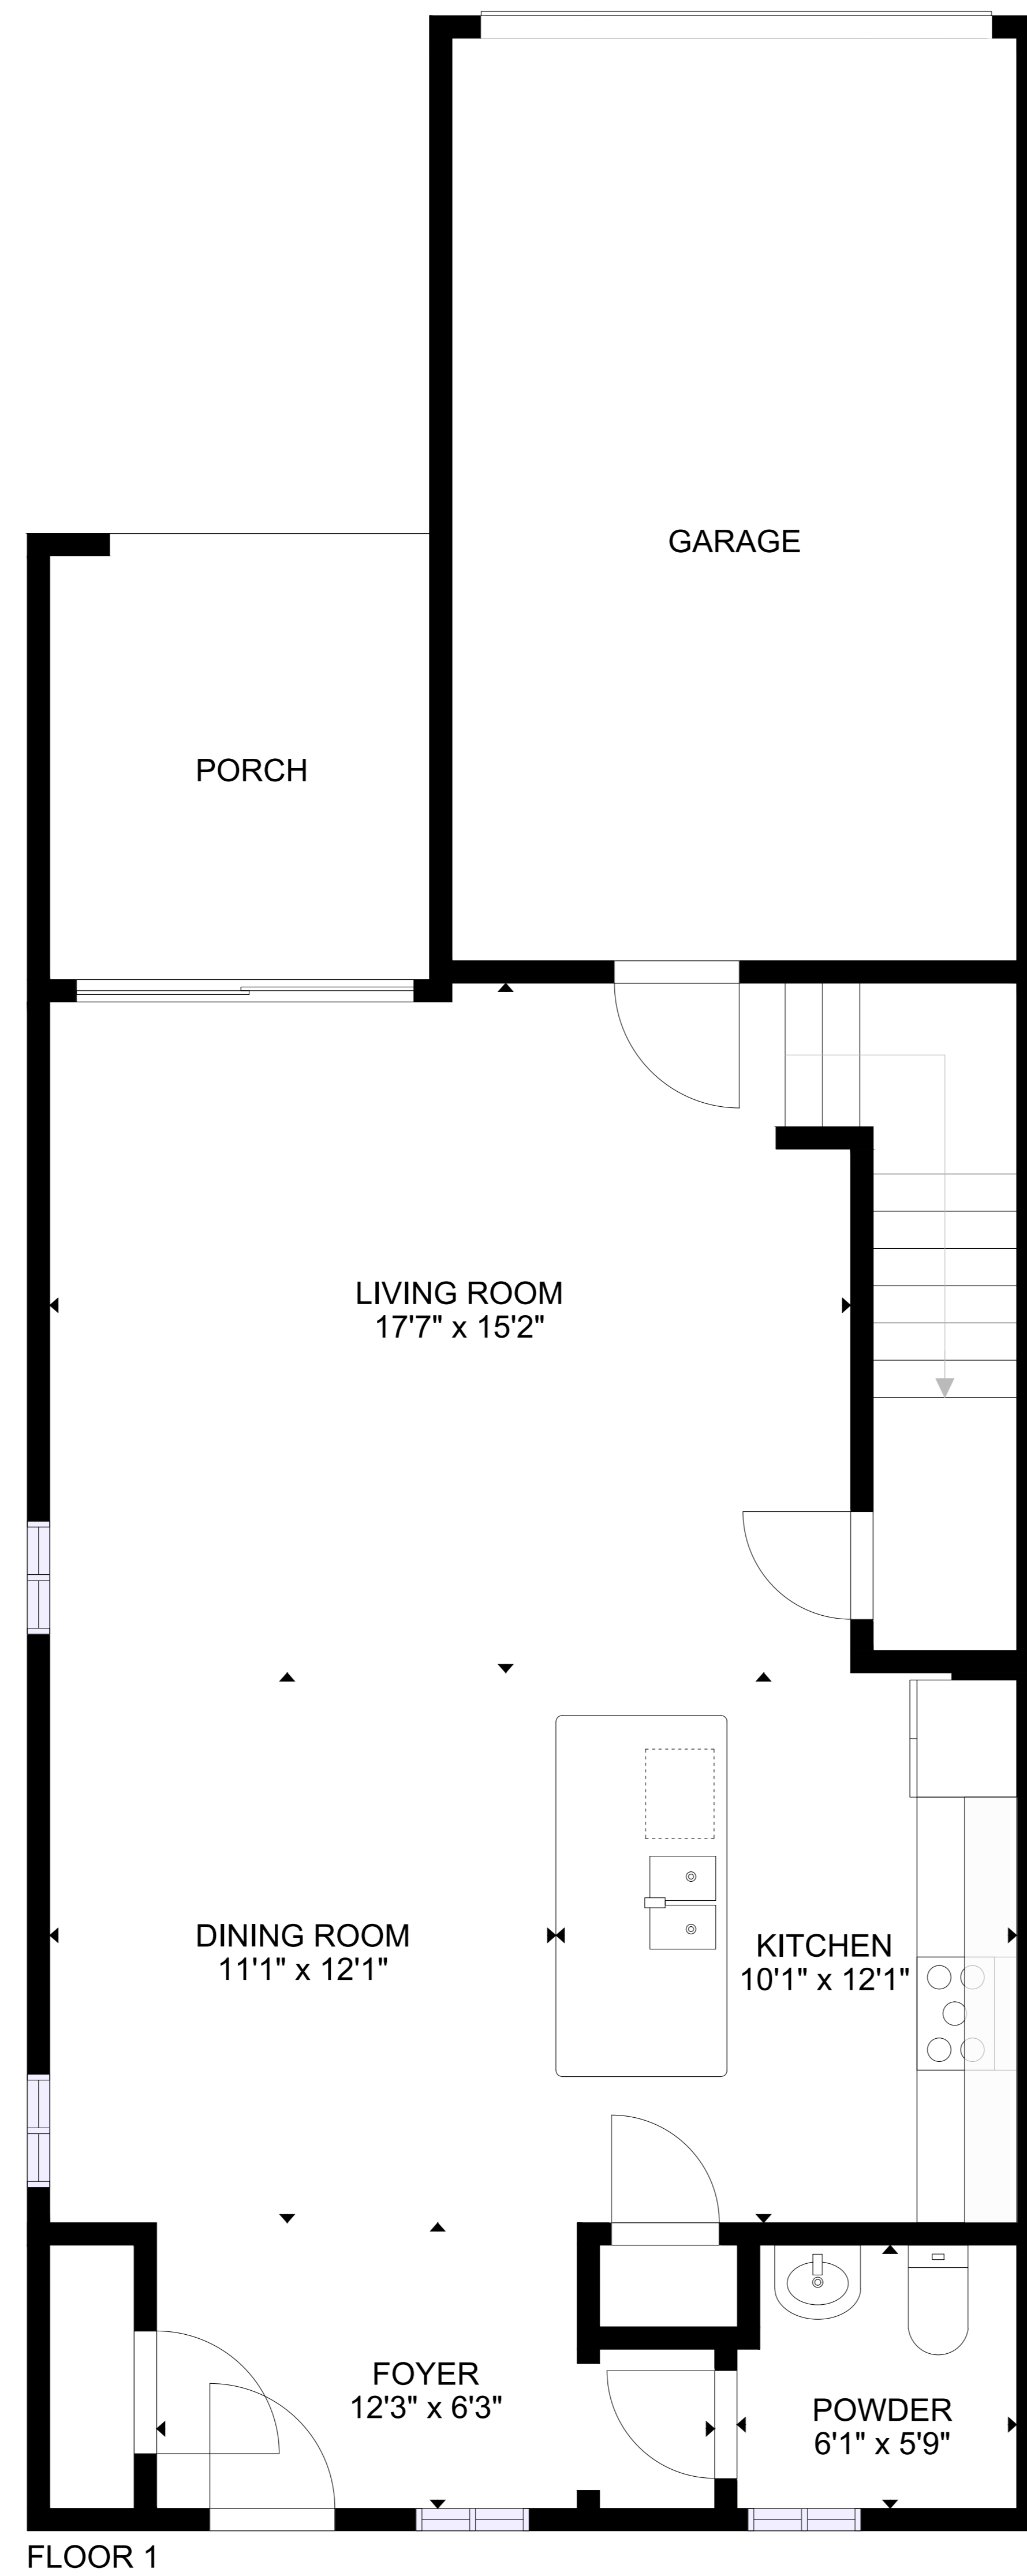 GARAGE
PORCH
LIVING ROOM
17'7" x 15'2"
DINING ROOM
11'1" x 12'1"
KITCHEN
10'1" x 12'1"
FOYER
12'3" x 6'3"
POWDER
6'1" x 5'9"
FLOOR 1